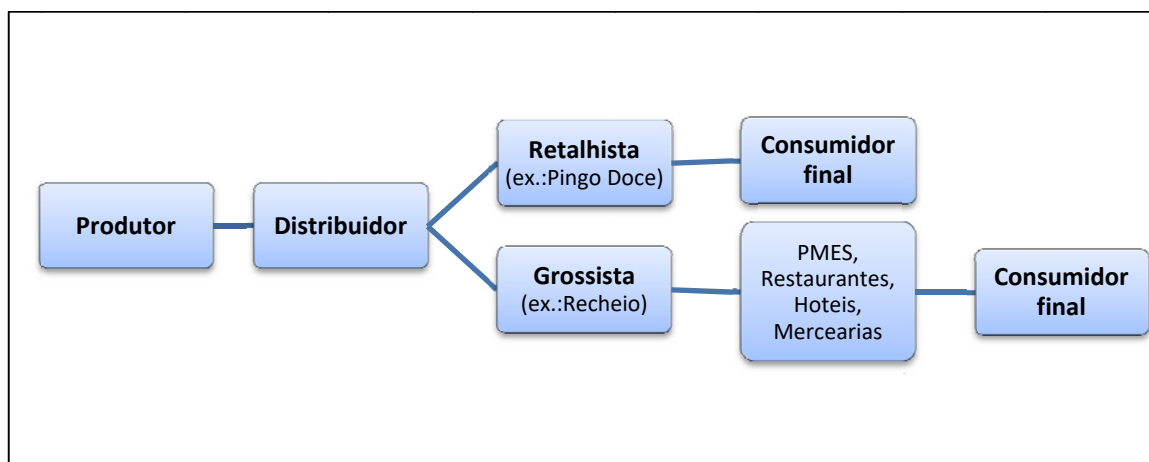 Produtor
Distribuidor
Retalhista
(ex.:Pingo Doce)
Consumidor
final
Grossista
(ex.:Recheio)
PMES,
Restaurantes,
Hoteis,
Mercearias
Consumidor
final